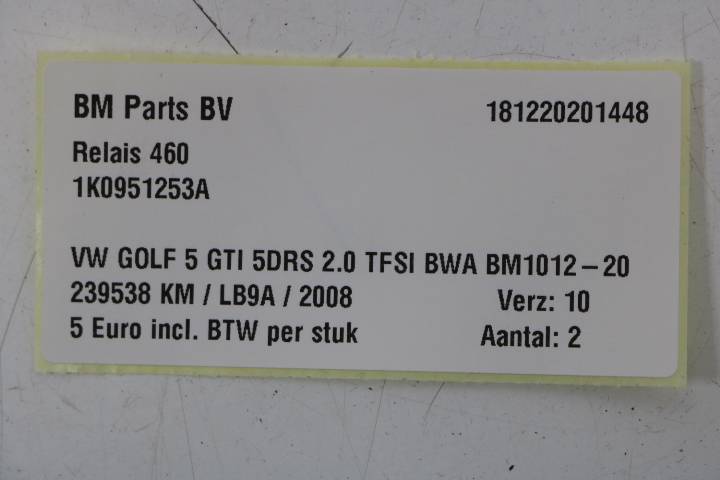 BM Parts BV 181220201448
Relais 460
1K0951253A
VW GOLF 5 GTI 5DRS 2.0 TFSI BWA BM1012-20
239538 KM / LB9A / 2008 Verz: 10
5 Euro incl. BTW per stuk Aantal: 2